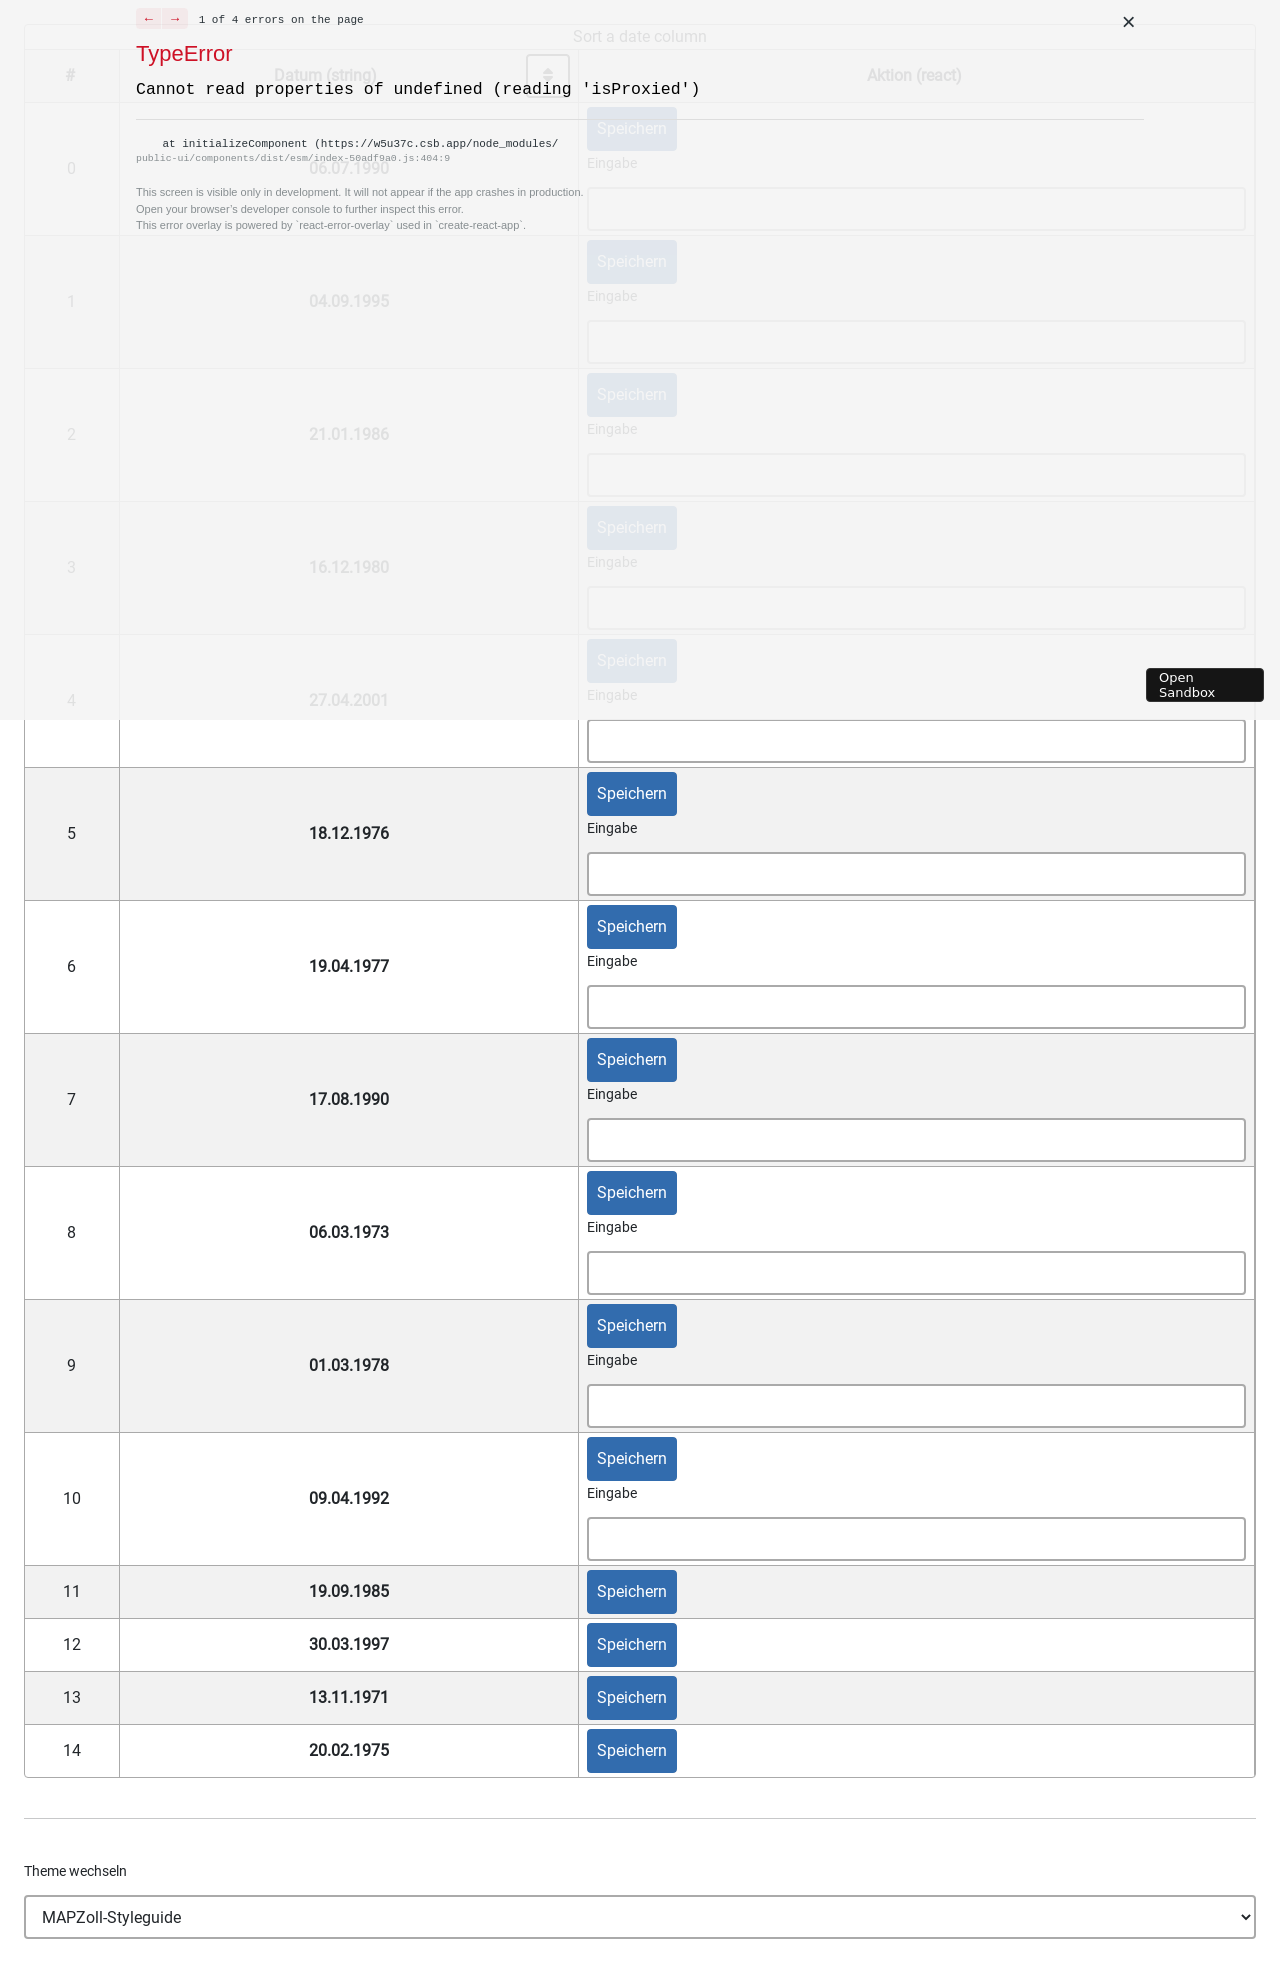 ← → 1 of 4 errors on the page ×
Sort a date column
TypeError
# Datum (string) Aktion (react)
Cannot read properties of undefined (reading 'isProxied')
Speichern
at initializeComponent (https://w5u37c.csb.app/node_modules/
public-ui/components/dist/esm/index-50adf9a0.js:404:9
Eingabe
0 06.07.1990
This screen is visible only in development. It will not appear if the app crashes in production.
Open your browser’s developer console to further inspect this error.
This error overlay is powered by `react-error-overlay` used in `create-react-app`.
Speichern
Eingabe
1 04.09.1995
Speichern
Eingabe
2 21.01.1986
Speichern
Eingabe
3 16.12.1980
Speichern
Open
Sandbox
Eingabe
4 27.04.2001
Speichern
Eingabe
5 18.12.1976
Speichern
Eingabe
6 19.04.1977
Speichern
Eingabe
7 17.08.1990
Speichern
Eingabe
8 06.03.1973
Speichern
Eingabe
9 01.03.1978
Speichern
Eingabe
10 09.04.1992
11 19.09.1985 Speichern
12 30.03.1997 Speichern
13 13.11.1971 Speichern
14 20.02.1975 Speichern
Theme wechseln
MAPZoll-Styleguide